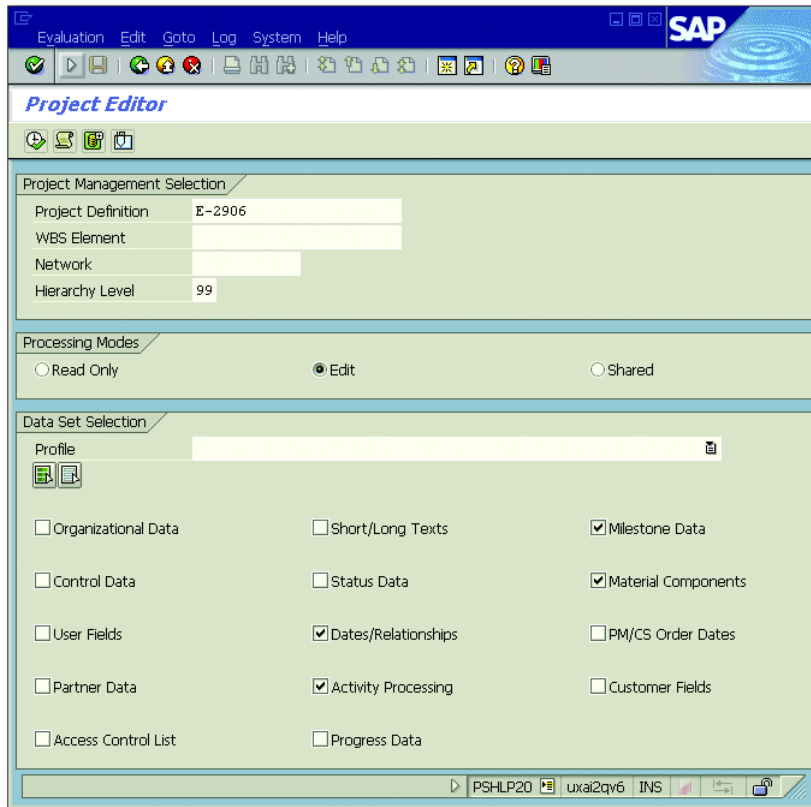 Evaluation Edit Goto Log System Help
SAP
Project Editor
Project Management Selection
Project Definition E-2906
WBS Element
Network
Hierarchy Level 99
Processing Modes
Read Only Edit Shared
Data Set Selection
Profile
Organizational Data Short/Long Texts Milestone Data
Control Data Status Data Material Components
User Fields Dates/Relationships PM/CS Order Dates
Partner Data Activity Processing Customer Fields
Access Control List Progress Data
PSHLP20 uxai2qv6 INS